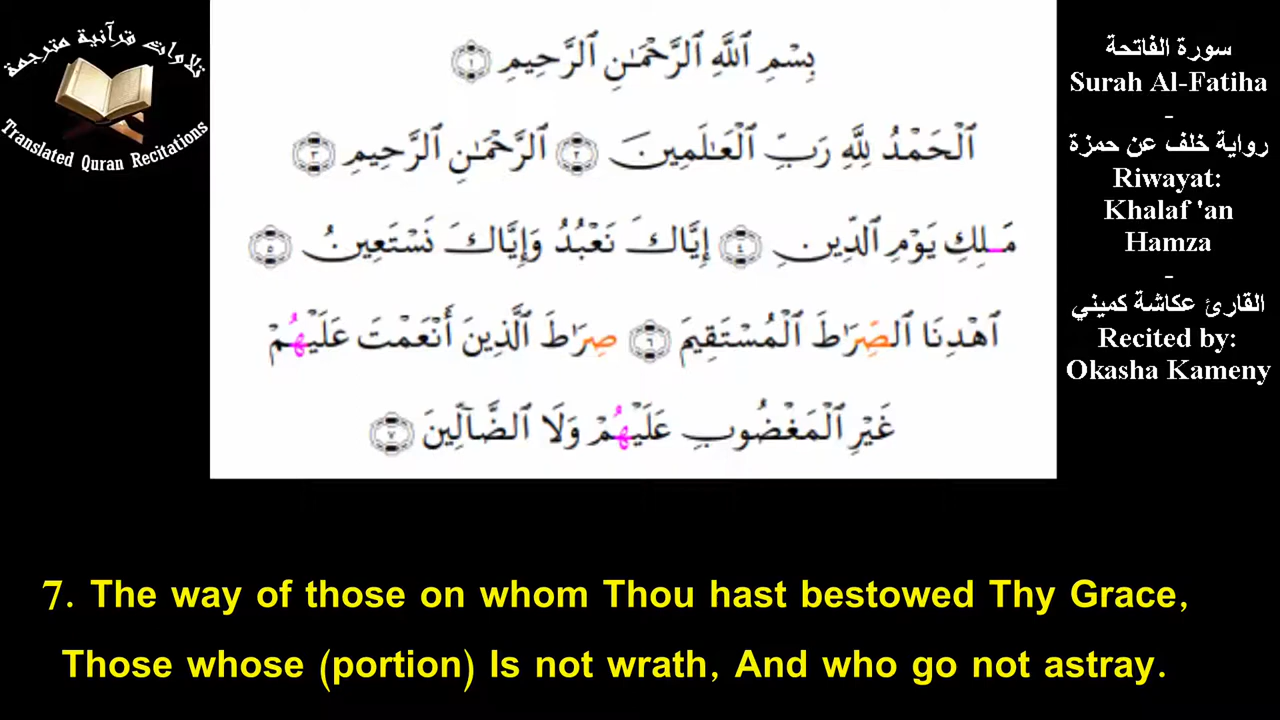 تلاوات قرآنية مترجمة
Translated Quran Recitations
بِسْمِ ٱللَّهِ ٱلرَّحْمَٰنِ ٱلرَّحِيمِ ١
ٱلْحَمْدُ لِلَّهِ رَبِّ ٱلْعَٰلَمِينَ ٢ ٱلرَّحْمَٰنِ ٱلرَّحِيمِ ٣
مَلِكِ يَوْمِ ٱلدِّينِ ٤ إِيَّاكَ نَعْبُدُ وَإِيَّاكَ نَسْتَعِينُ ٥
ٱهْدِنَا ٱلصِّرَٰطَ ٱلْمُسْتَقِيمَ ٦ صِرَٰطَ ٱلَّذِينَ أَنْعَمْتَ عَلَيْهُمْ
غَيْرِ ٱلْمَغْضُوبِ عَلَيْهُمْ وَلَا ٱلضَّآلِّينَ ٧
سورة الفاتحة
Surah Al-Fatiha
-
رواية خلف عن حمزة
Riwayat:
Khalaf 'an
Hamza
-
القارئ عكاشة كميني
Recited by:
Okasha Kameny
7. The way of those on whom Thou hast bestowed Thy Grace,
Those whose (portion) Is not wrath, And who go not astray.